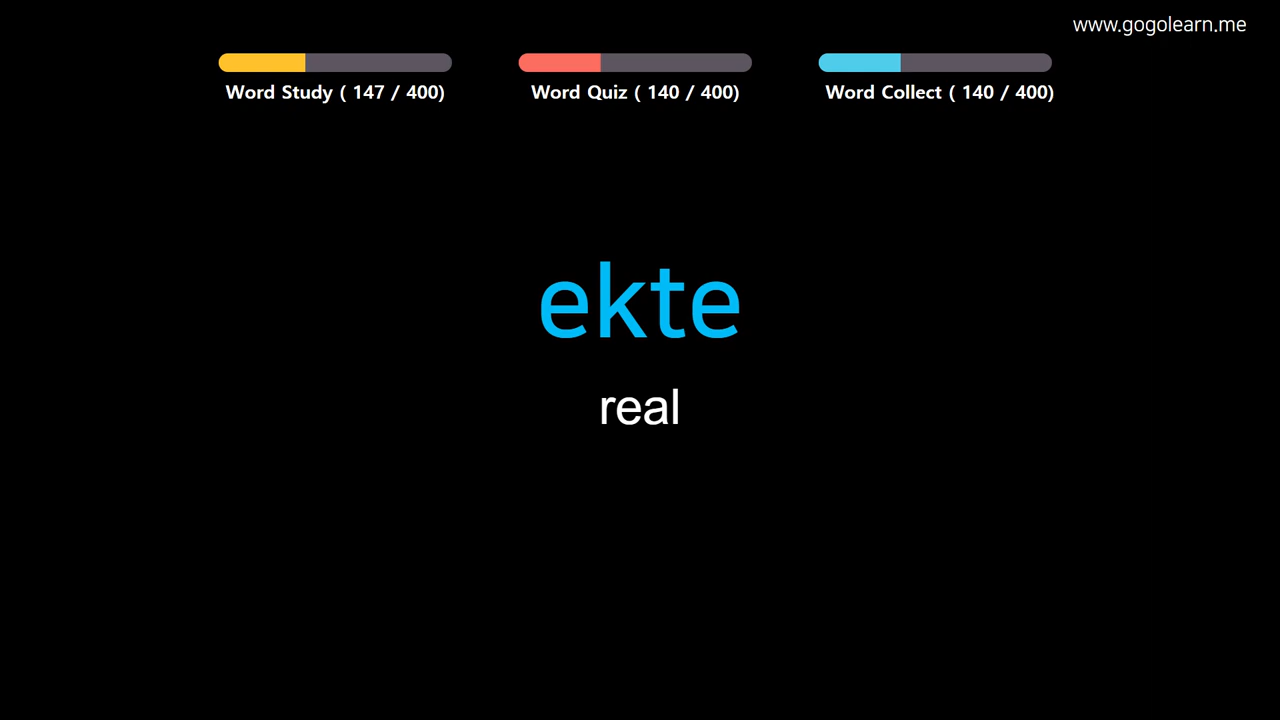 www.gogolearn.me
Word Study ( 147 / 400)
Word Quiz ( 140 / 400)
Word Collect ( 140 / 400)
ekte
real